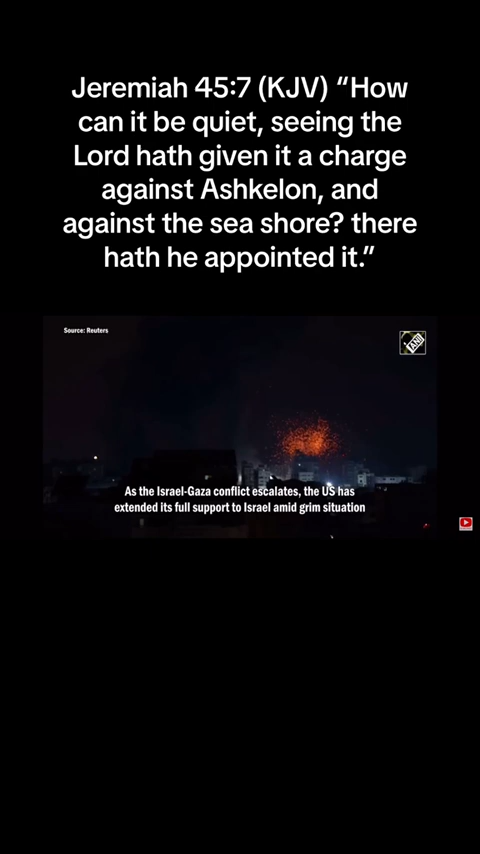 Jeremiah 45:7 (KJV) “How
can it be quiet, seeing the
Lord hath given it a charge
against Ashkelon, and
against the sea shore? there
hath he appointed it.”
Source: Reuters
ANI
As the Israel-Gaza conflict escalates, the US has
extended its full support to Israel amid grim situation